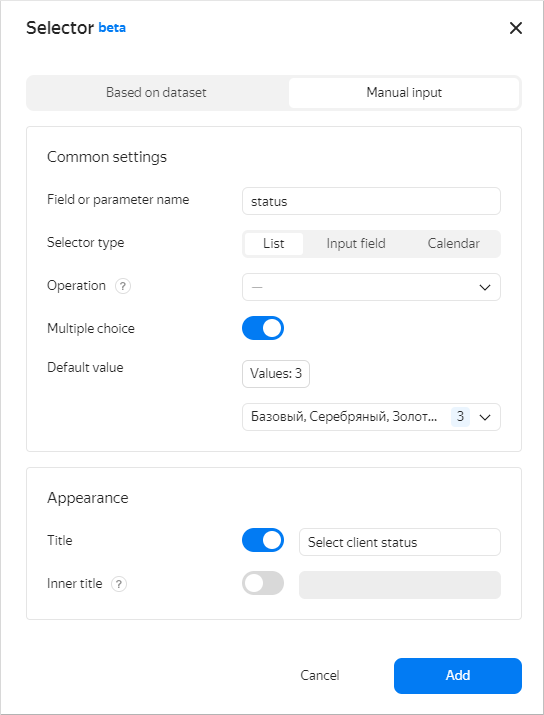 Selector beta
Based on dataset Manual input
Common settings
Field or parameter name status
Selector type List Input field Calendar
Operation ? —
Multiple choice
Default value Values: 3
Базовый, Серебряный, Золот... 3
Appearance
Title Select client status
Inner title ?
Cancel Add